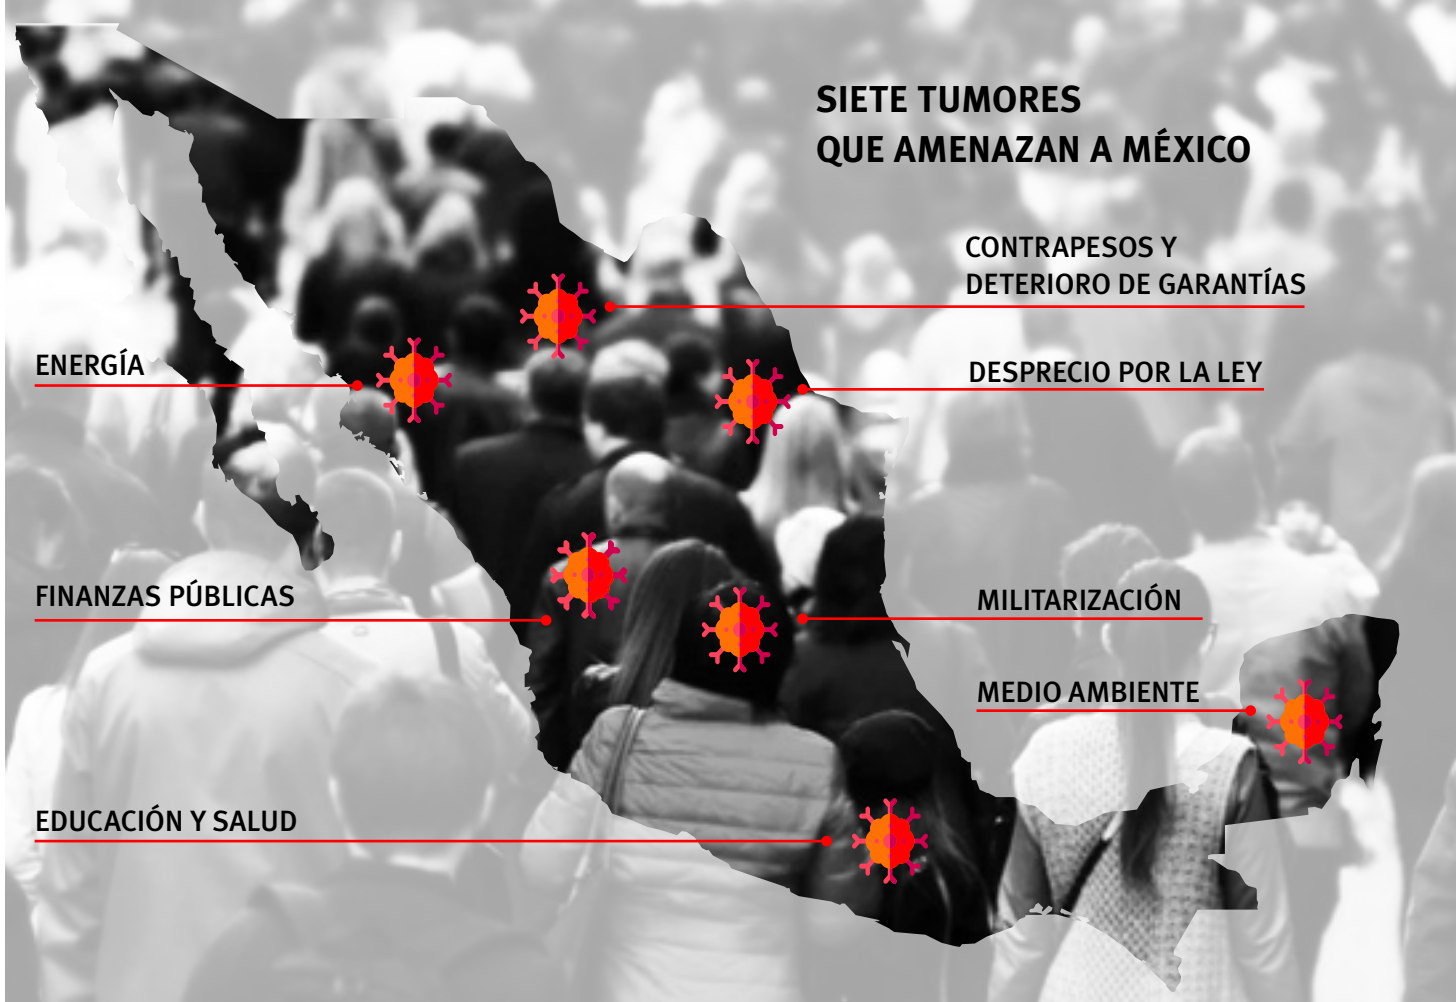 SIETE TUMORES
QUE AMENAZAN A MÉXICO
CONTRAPESOS Y
DETERIORO DE GARANTÍAS
ENERGÍA
DESPRECIO POR LA LEY
FINANZAS PÚBLICAS
MILITARIZACIÓN
MEDIO AMBIENTE
EDUCACIÓN Y SALUD